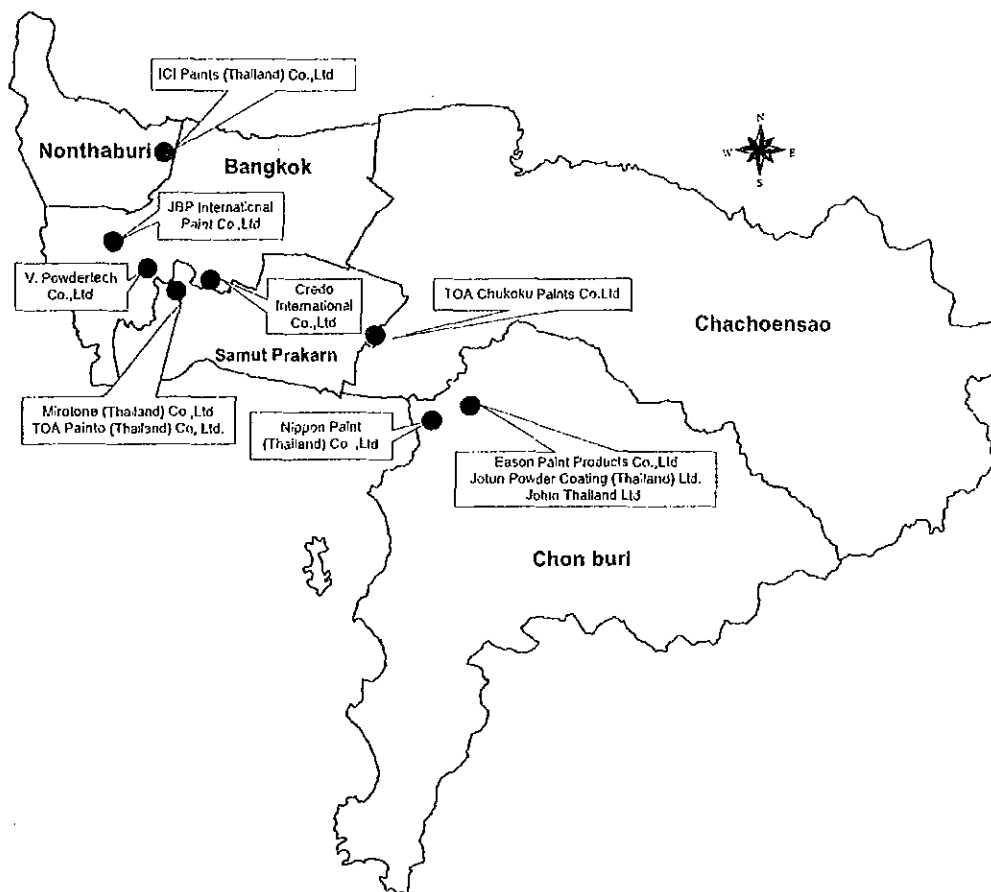 ICI Paints (Thailand) Co.,Ltd
Nonthaburi
Bangkok
N
W
E
S
JBP International
Paint Co.,Ltd
V. Powdertech
Co.,Ltd
Credo
International
Co.,Ltd
TOA Chukoku Paints Co.Ltd
Chachoensao
Samut Prakarn
Mirotone (Thailand) Co.,Ltd
TOA Painto (Thailand) Co, Ltd.
Nippon Paint
(Thailand) Co.,Ltd
Eason Paint Products Co.,Ltd
Jotun Powder Coating (Thailand) Ltd.
Johin Thailand Ltd
Chon buri